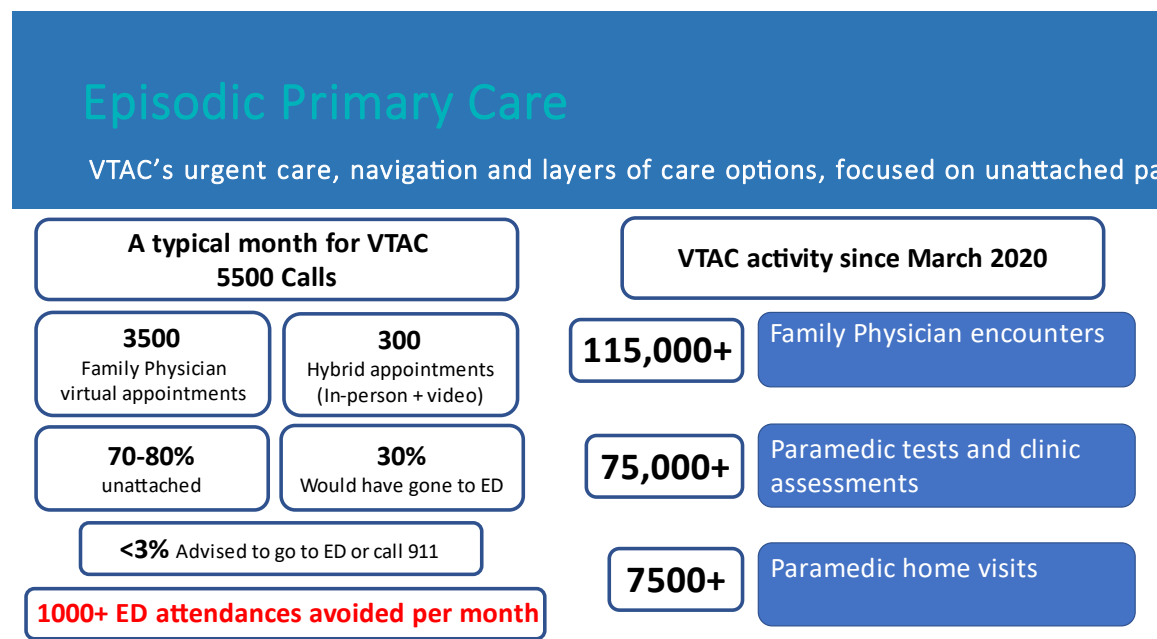 Episodic Primary Care
VTAC's urgent care, navigation and layers of care options, focused on unattached
A typical month for VTAC
5500 Calls
3500
Family Physician
virtual appointments
300
Hybrid appointments
(In-person + video)
70-80%
unattached
30%
Would have gone to ED
<3% Advised to go to ED or call 911
1000+ ED attendances avoided per month
VTAC activity since March 2020
115,000+
Family Physician encounters
75,000+
Paramedic tests and clinic
assessments
7500+
Paramedic home visits